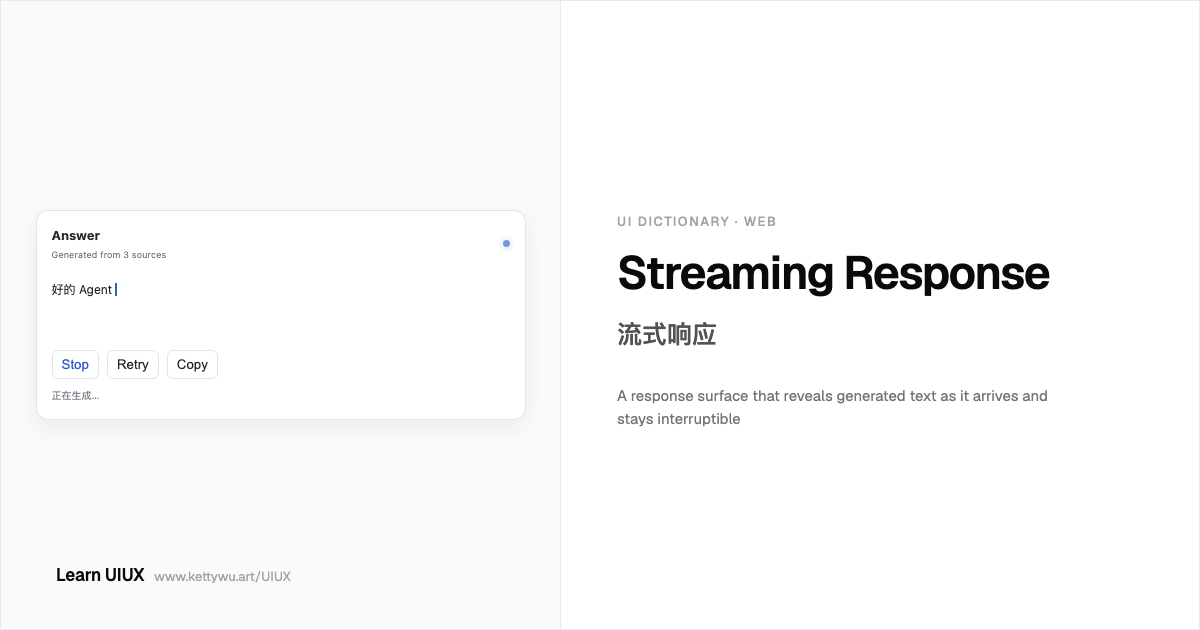 Answer
Generated from 3 sources
好的 Agent
Stop
Retry
Copy
正在生成...
Learn UIUX
www.kettywu.art/UIUX
UI DICTIONARY · WEB
Streaming Response
流式响应
A response surface that reveals generated text as it arrives and
stays interruptible